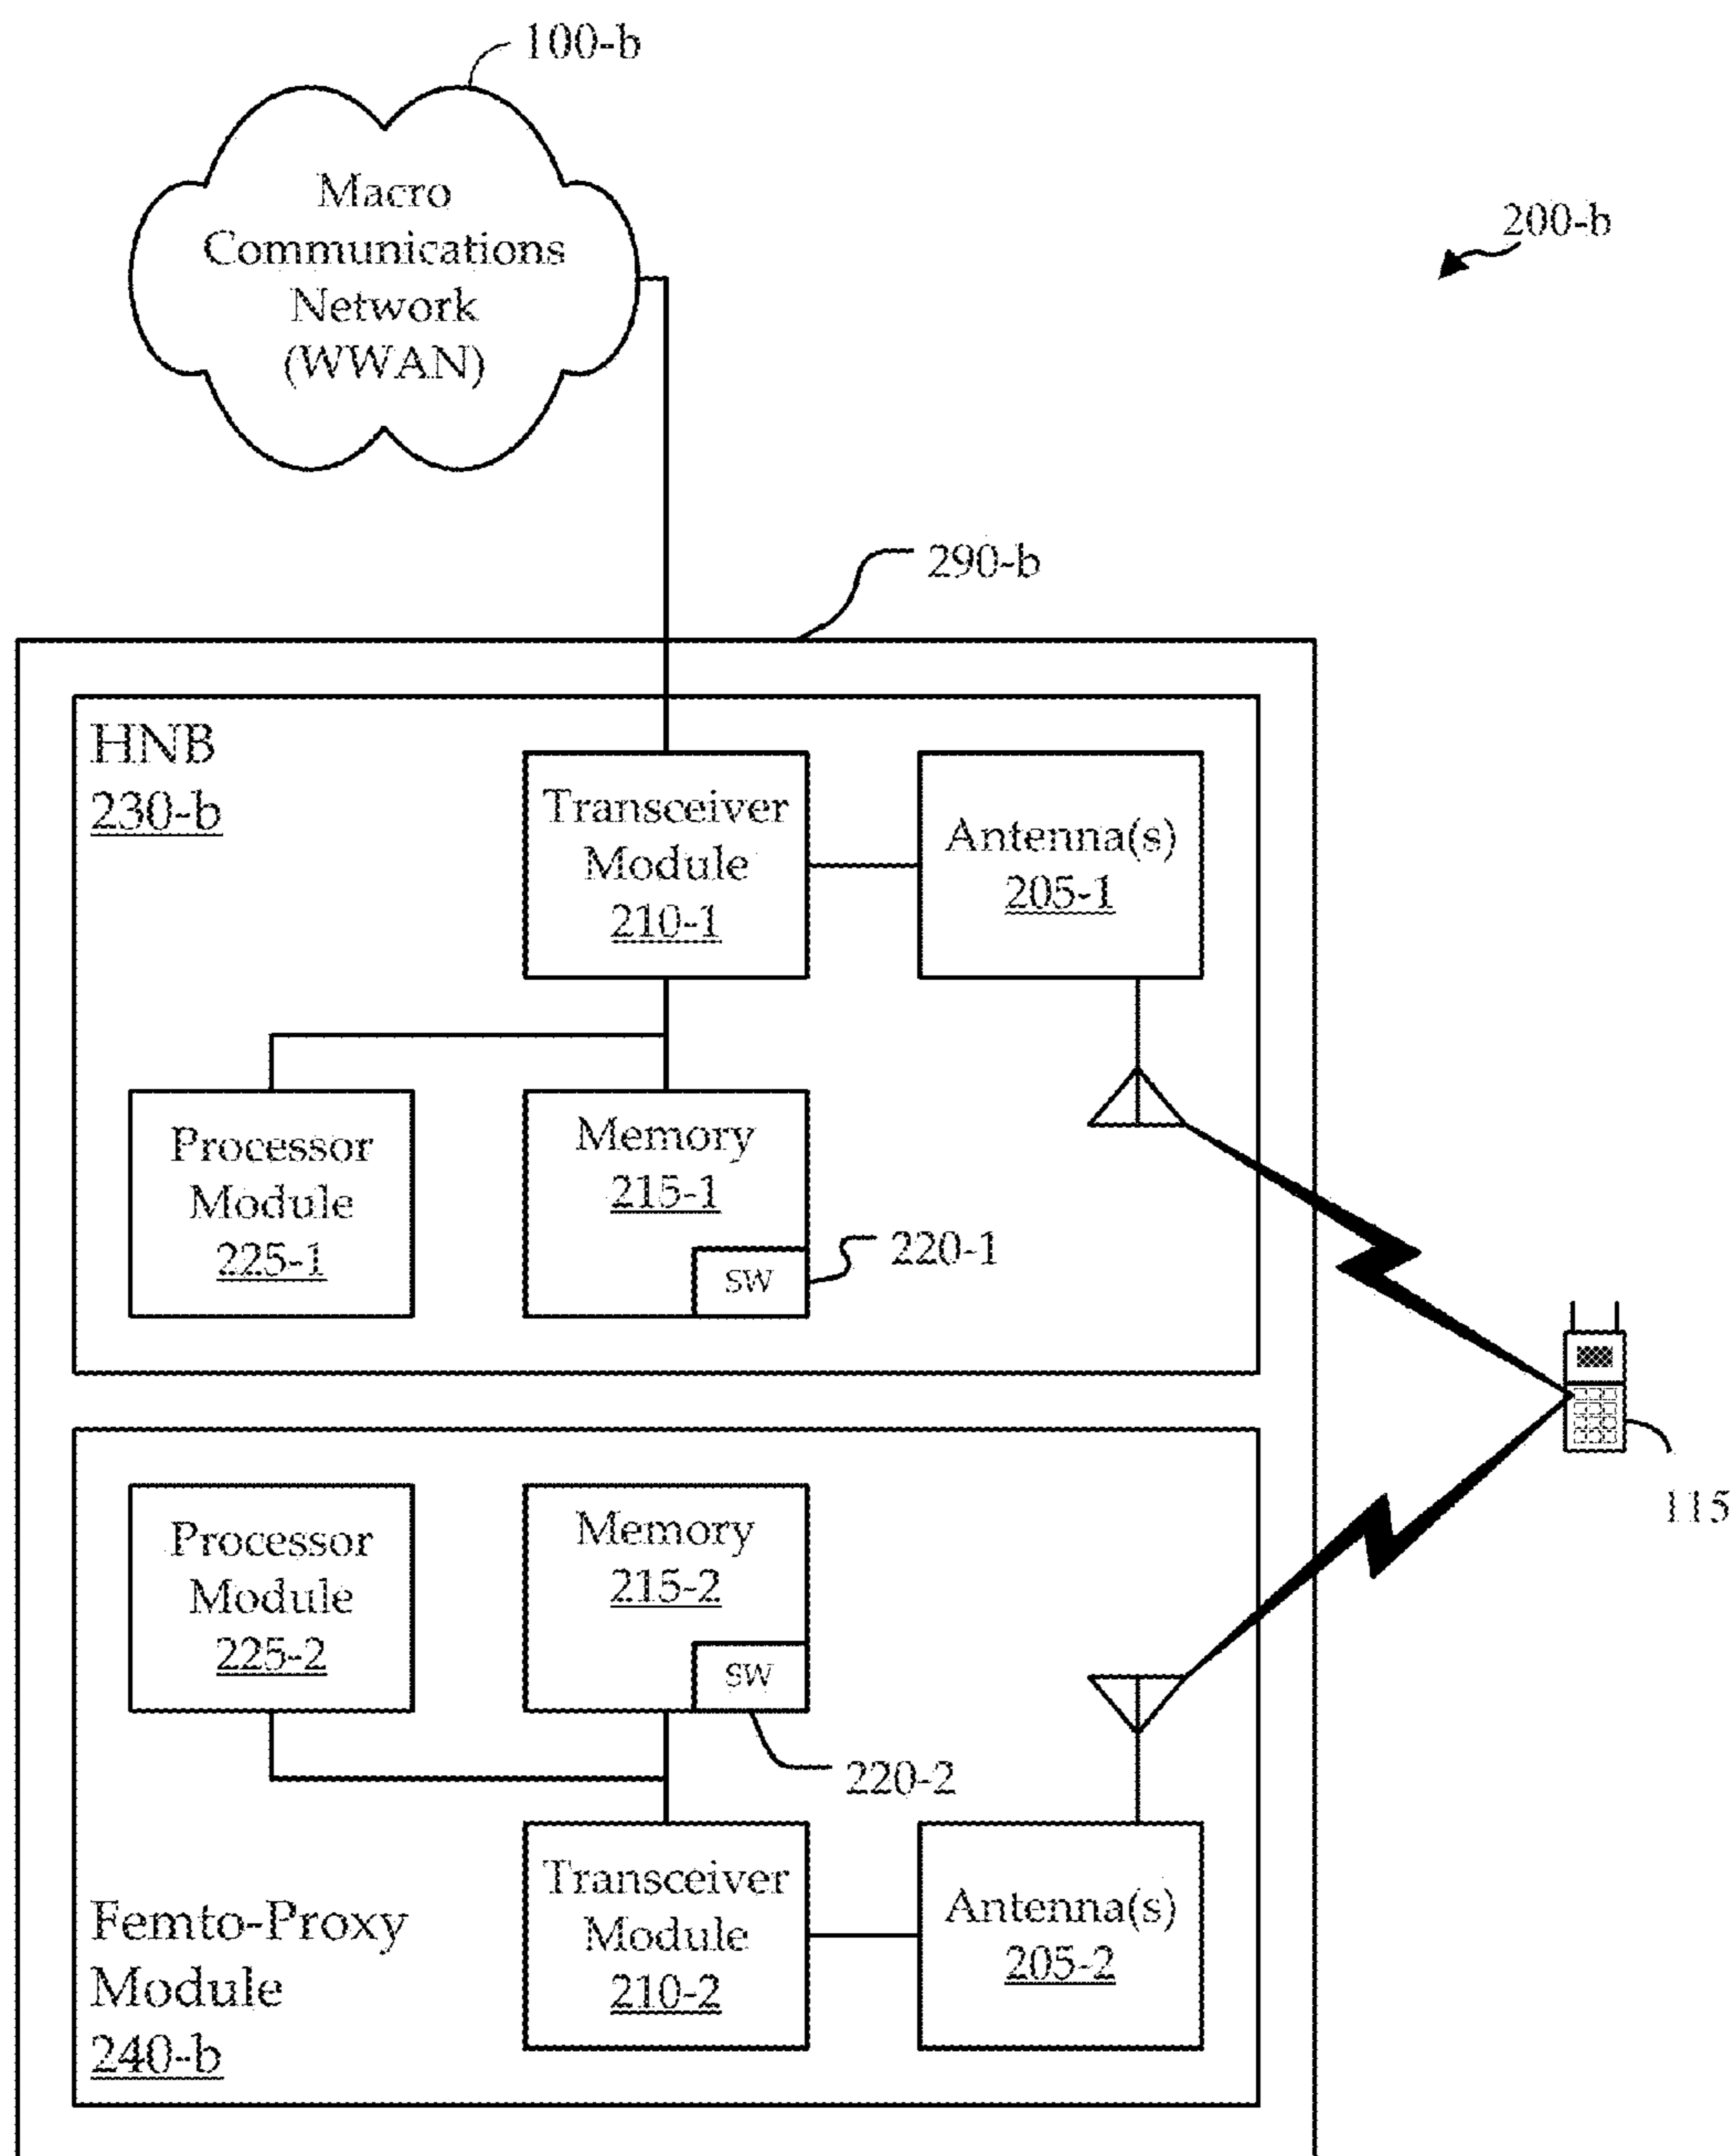 100-b
Macro
Communications
Network
(WWAN)
200-b
290-b
HNB
230-b
Transceiver
Module
210-1
Antenna(s)
205-1
Processor
Module
225-1
Memory
215-1
SW
220-1
115
Processor
Module
225-2
Memory
215-2
SW
220-2
Femto-Proxy
Module
240-b
Transceiver
Module
210-2
Antenna(s)
205-2